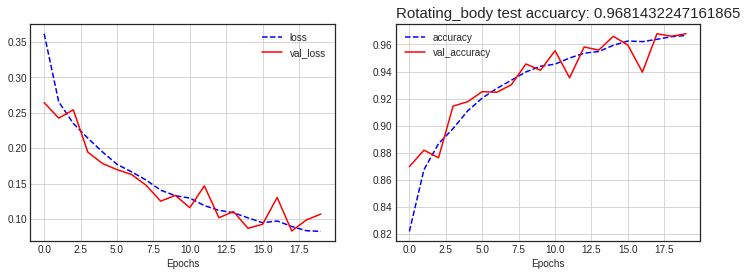 Rotating_body test accuarcy: 0.9681432247161865
loss
val_loss
0.35
0.30
0.25
0.20
0.15
0.10
0.0 2.5 5.0 7.5 10.0 12.5 15.0 17.5
Epochs
accuracy
val_accuracy
0.96
0.94
0.92
0.90
0.88
0.86
0.84
0.82
0.0 2.5 5.0 7.5 10.0 12.5 15.0 17.5
Epochs